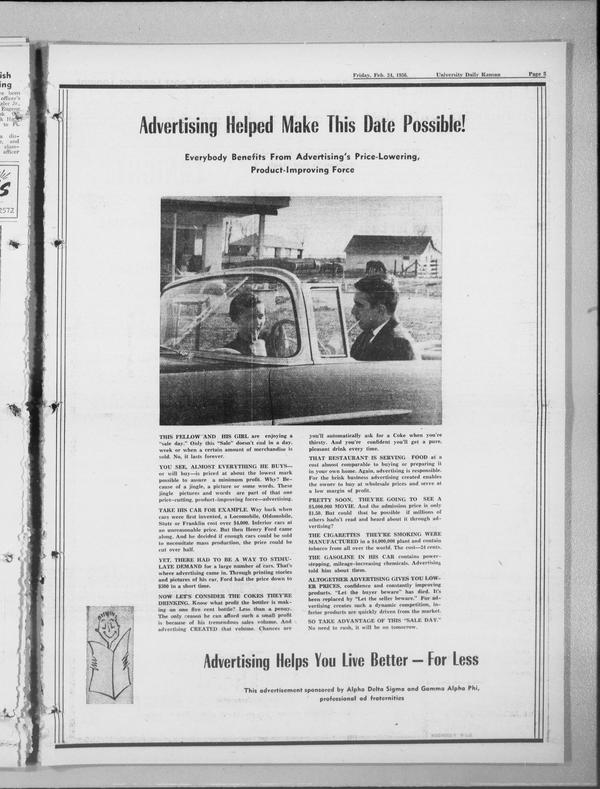 ish
ing
officer's
Eugene
to Pi.
and
officer
2572
Friday, Feb. 24, 1956. University Daily Kansan Page 5
Advertising Helped Make This Date Possible!
Everybody Benefits From Advertising's Price-Lowering,
Product-Improving Force
THIS FELLOW AND HIS GIRL are enjoying a
"sale day." Only this "Sale" doesn't end in a day,
week or when a certain amount of merchandise is
sold. No, it lasts forever.
YOU SEE, ALMOST EVERYTHING HE BUYS—
or will buy—is priced at about the lowest mark
possible to assure a minimum profit. Why? Be-
cause of a jingle, a picture or some words. These
jingle pictures and words are part of that one
price-cutting, product-improving force—advertising.
TAKE HIS CAR FOR EXAMPLE. Way back when
cars were first invented, a Locomobile, Oldsmobile,
Stutz or Franklin cost over $4,000. Inferior cars at
an unreasonable price. But then Henry Ford came
along. And he decided if enough cars could be sold
to necessitate mass production, the price could be
cut over half.
YET, THERE HAD TO BE A WAY TO STIMU-
LATE DEMAND for a large number of cars. That's
where advertising came in. Through printing stories
and pictures of his car, Ford had the price down to
$500 in a short time.
NOW LET'S CONSIDER THE COKES THEY'RE
DRINKING. Know what profit the bottler is mak-
ing on one five cent bottle? Less than a penny.
The only reason he can afford such a small profit
is because of his tremendous sales volume. And
advertising CREATED that volume. Chances are
you'll automatically ask for a Coke when you're
thirsty. And you're confident you'll get a pure,
pleasant drink every time.
THAT RESTAURANT IS SERVING FOOD at a
cost almost comparable to buying or preparing it
in your own home. Again, advertising is responsible.
For the brisk business advertising created enables
the owner to buy at wholesale prices and serve at
a low margin of profit.
PRETTY SOON, THEY'RE GOING TO SEE A
$5,000,000 MOVIE. And the admission price is only
$1.50. But could that be possible if millions of
others hadn't read and heard about it through ad-
vertising?
THE CIGARETTES THEY'RE SMOKING WERE
MANUFACTURED in a $4,000,000 plant and contain
tobacco from all over the world. The cost—24 cents.
THE GASOLINE IN HIS CAR contains power-
stepping, mileage-increasing chemicals. Advertising
told him about them.
ALTOGETHER ADVERTISING GIVES YOU LOW-
ER PRICES, confidence and constantly improving
products. "Let the buyer beware" has died. It's
been replaced by "Let the seller beware." For ad-
vertising creates such a dynamic competition, in-
ferior products are quickly driven from the market.
SO TAKE ADVANTAGE OF THIS "SALE DAY."
No need to rush, it will be on tomorrow.
Advertising Helps You Live Better — For Less
This advertisement sponsored by Alpha Delta Sigma and Gamma Alpha Phi,
professional ad fraternities